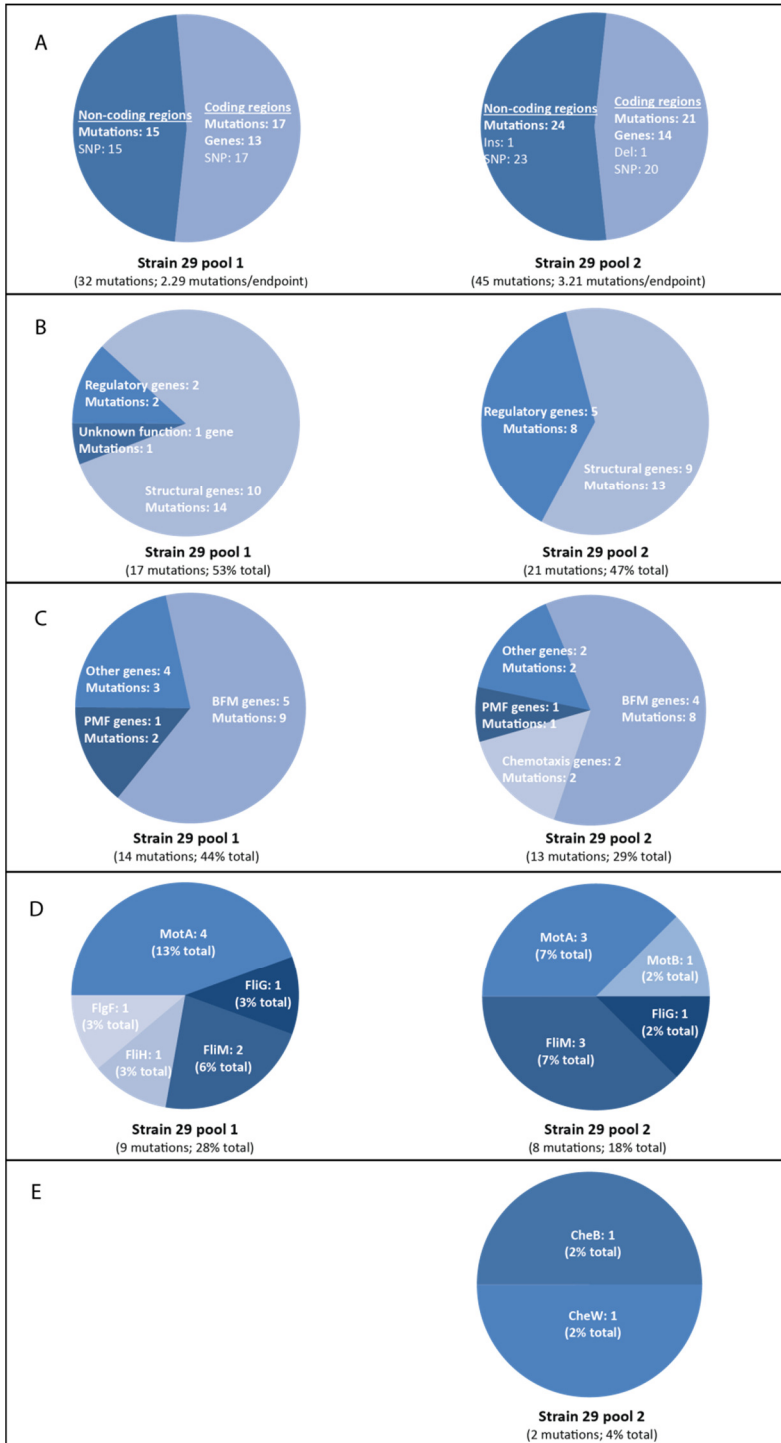 A
Non-coding regions
Mutations: 15
SNP: 15
Coding regions
Mutations: 17
Genes: 13
SNP: 17
Strain 29 pool 1
(32 mutations; 2.29 mutations/endpoint)
Non-coding regions
Mutations: 24
Ins: 1
SNP: 23
Coding regions
Mutations: 21
Genes: 14
Del: 1
SNP: 20
Strain 29 pool 2
(45 mutations; 3.21 mutations/endpoint)
B
Regulatory genes: 2
Mutations: 2
Unknown function: 1 gene
Mutations: 1
Structural genes: 10
Mutations: 14
Strain 29 pool 1
(17 mutations; 53% total)
Regulatory genes: 5
Mutations: 8
Structural genes: 9
Mutations: 13
Strain 29 pool 2
(21 mutations; 47% total)
C
Other genes: 4
Mutations: 3
PMF genes: 1
Mutations: 2
BFM genes: 5
Mutations: 9
Strain 29 pool 1
(14 mutations; 44% total)
Other genes: 2
Mutations: 2
PMF genes: 1
Mutations: 1
Chemotaxis genes: 2
Mutations: 2
BFM genes: 4
Mutations: 8
Strain 29 pool 2
(13 mutations; 29% total)
D
MotA: 4
(13% total)
FliG: 1
(3% total)
FlgF: 1
(3% total)
FliH: 1
(3% total)
FliM: 2
(6% total)
Strain 29 pool 1
(9 mutations; 28% total)
MotA: 3
(7% total)
MotB: 1
(2% total)
FliG: 1
(2% total)
FliM: 3
(7% total)
Strain 29 pool 2
(8 mutations; 18% total)
E
CheB: 1
(2% total)
CheW: 1
(2% total)
Strain 29 pool 2
(2 mutations; 4% total)